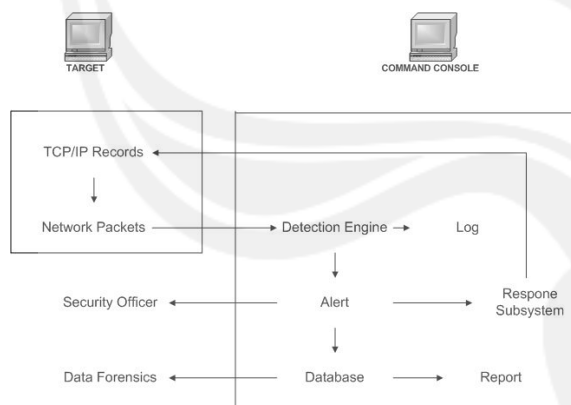 TARGET
COMMAND CONSOLE
TCP/IP Records
Network Packets
Detection Engine
Log
Security Officer
Alert
Respone
Subsystem
Data Forensics
Database
Report